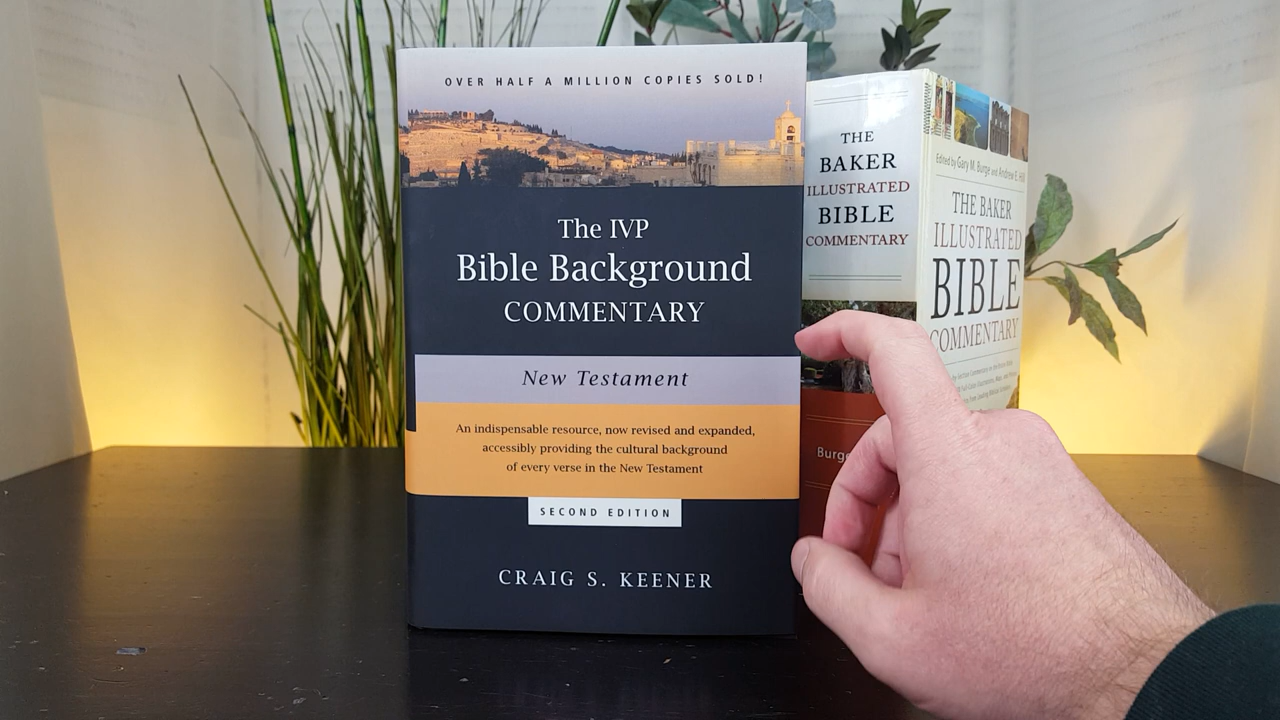 OVER HALF A MILLION COPIES SOLD!
The IVP
Bible Background
COMMENTARY
New Testament
An indispensable resource, now revised and expanded,
accessibly providing the cultural background
of every verse in the New Testament
SECOND EDITION
CRAIG S. KEENER
THE
BAKER
ILLUSTRATED
BIBLE
COMMENTARY
Burge
Edited by Gary M. Burge and Andrew E. Hill
THE BAKER
ILLUSTRATED
BIBLE
COMMENTARY